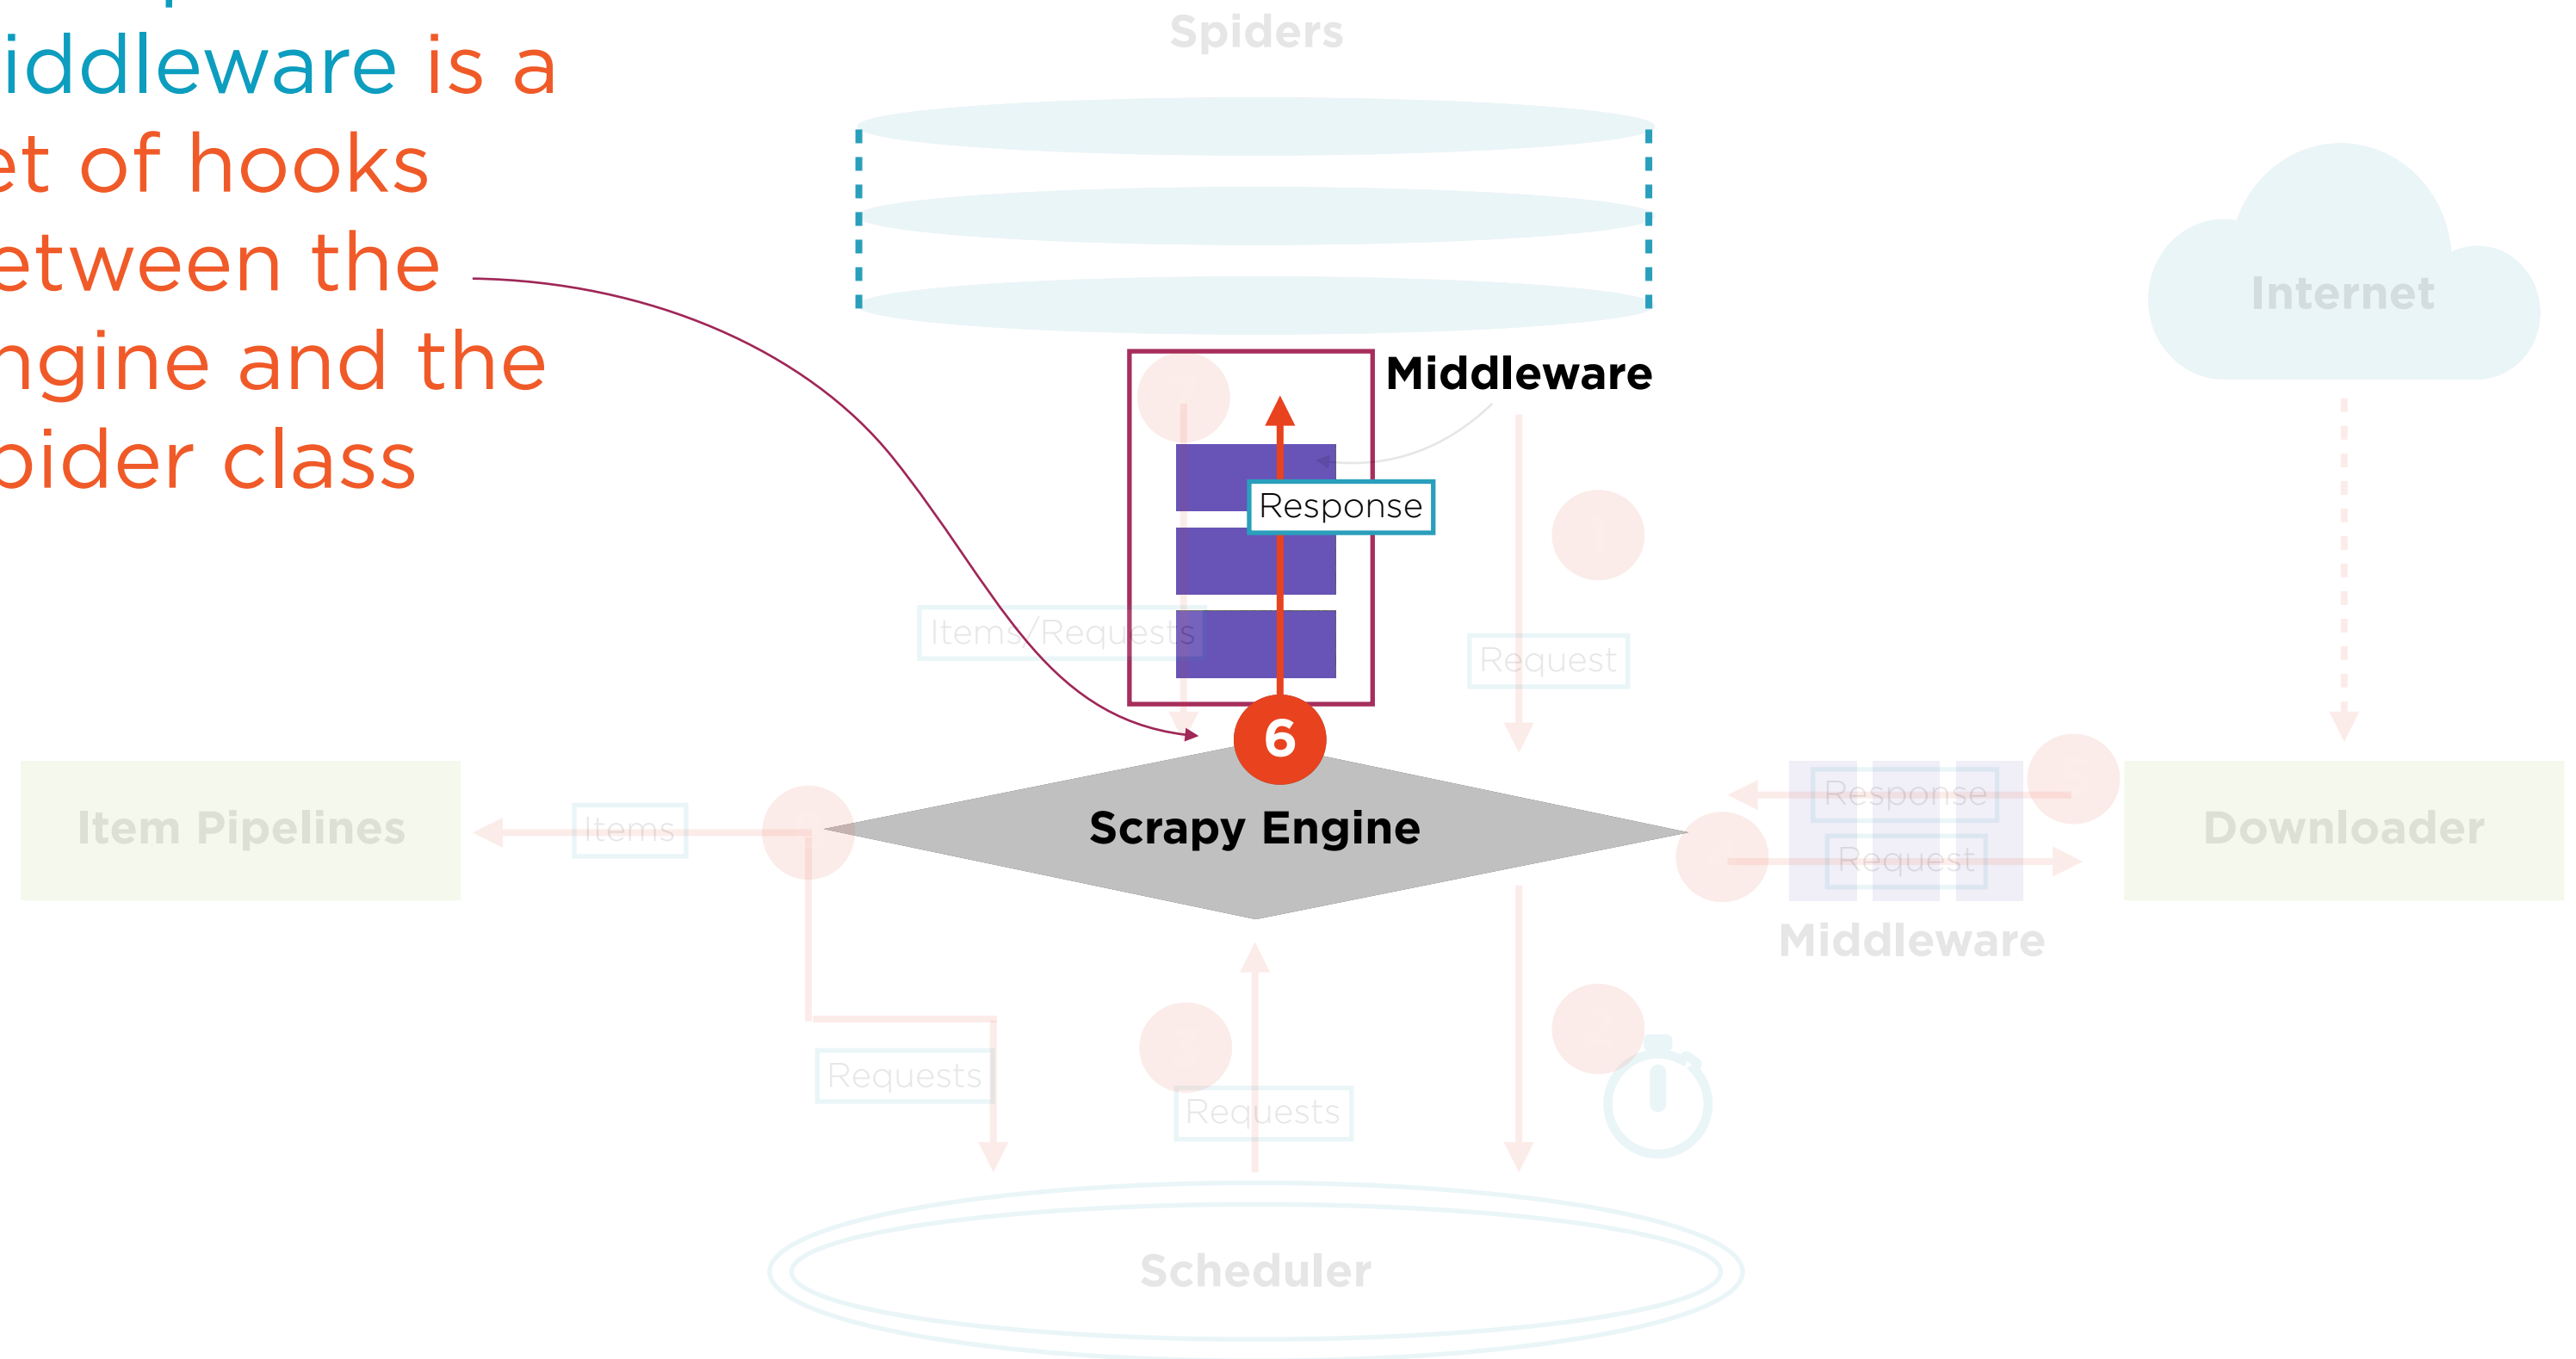 iddleware is a
et of hooks
etween the
ngine and the
pider class
Spiders
Internet
Middleware
Response
Items/Requests
Request
6
Scrapy Engine
Item Pipelines
Items
Response
Request
Downloader
Middleware
Requests
Requests
Scheduler